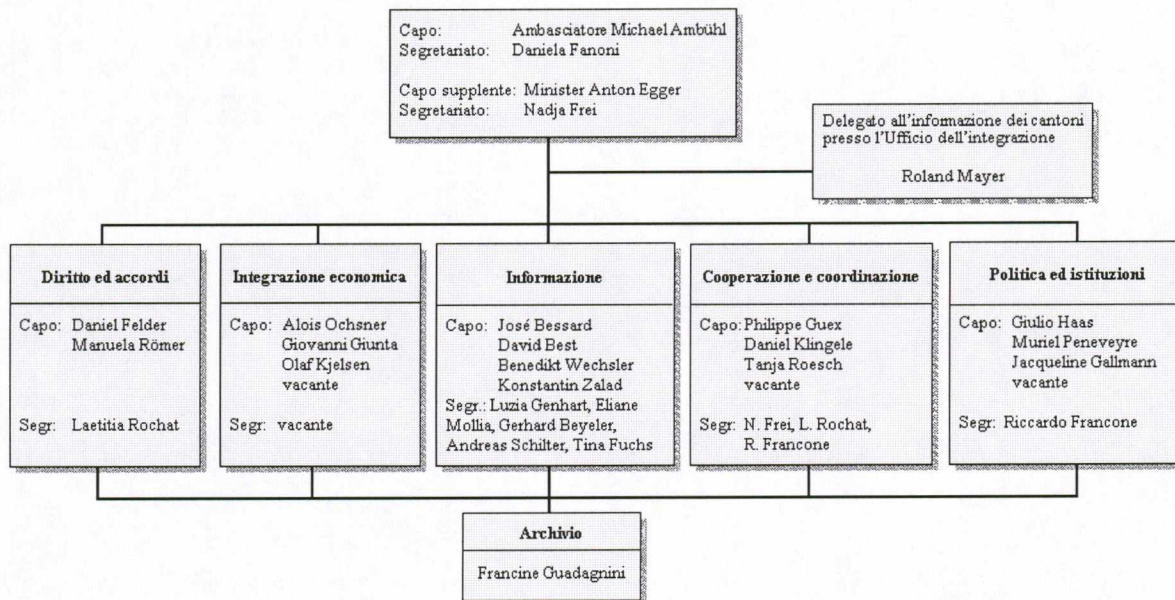 Capo: Ambasciatore Michael Ambühl
Segretariato: Daniela Fanoni
Capo supplente: Minister Anton Egger
Segretariato: Nadja Frei
Delegato all'informazione dei cantoni
presso l'Ufficio dell'integrazione
Roland Mayer
Diritto ed accordi
Capo: Daniel Felder
Manuela Römer
Segr: Laetitia Rochat
Integrazione economica
Capo: Alois Ochsner
Giovanni Giunta
Olaf Kjelsen
vacante
Segr: vacante
Informazione
Capo: José Bessard
David Best
Benedikt Wechsler
Konstantin Zalad
Segr.: Luzia Genhart, Eliane
Mollia, Gerhard Beyeler,
Andreas Schilter, Tina Fuchs
Cooperazione e coordinazione
Capo: Philippe Guex
Daniel Klingele
Tanja Roesch
vacante
Segr: N. Frei, L. Rochat,
R. Francone
Politica ed istituzioni
Capo: Giulio Haas
Muriel Peneveyre
Jacqueline Gallmann
vacante
Segr: Riccardo Francone
Archivio
Francine Guadagnini